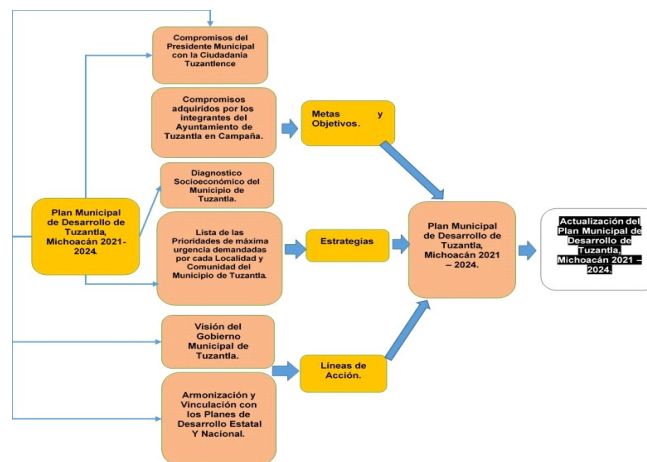 Compromisos del
Presidente Municipal
con la Ciudadanía
Tuzantlence
Compromisos
adquiridos por los
integrantes del
Ayuntamiento de
Tuzantla en Campaña.
Metas y
Objetivos.
Diagnostico
Socioeconómico del
Municipio de
Tuzantla.
Plan Municipal
de Desarrollo de
Tuzantla,
Michoacán 2021-
2024.
Lista de las
Prioridades de máxima
urgencia demandadas
por cada Localidad y
Comunidad del
Municipio de Tuzantla.
Estrategias
Plan Municipal
de Desarrollo de
Tuzantla,
Michoacán 2021
– 2024.
Actualización del
Plan Municipal de
Desarrollo de
Tuzantla,
Michoacán 2021 –
2024.
Visión del
Gobierno
Municipal de
Tuzantla.
Líneas de
Acción.
Armonización y
Vinculación con
los Planes de
Desarrollo Estatal
Y Nacional.